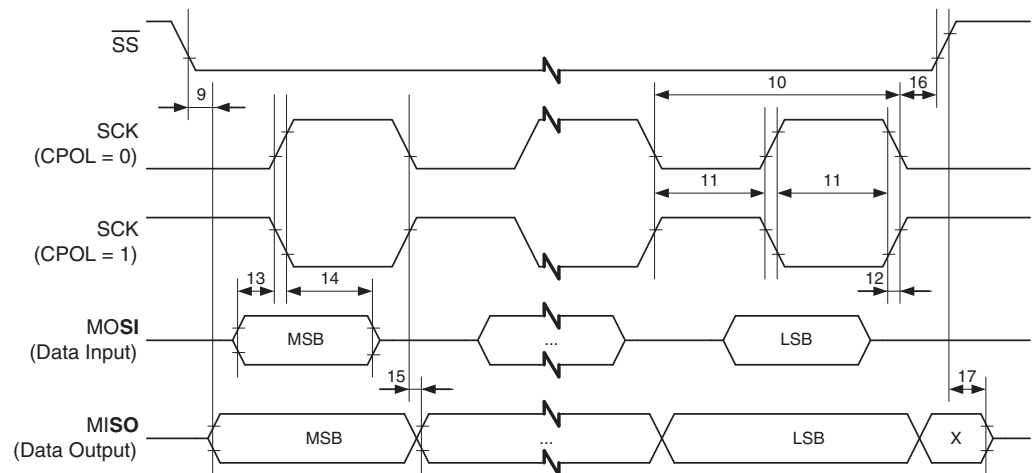 SS
10
16
9
SCK
(CPOL = 0)
11
11
SCK
(CPOL = 1)
13
14
12
MOSI
(Data Input)
MSB
...
LSB
15
17
MISO
(Data Output)
MSB
...
LSB
X